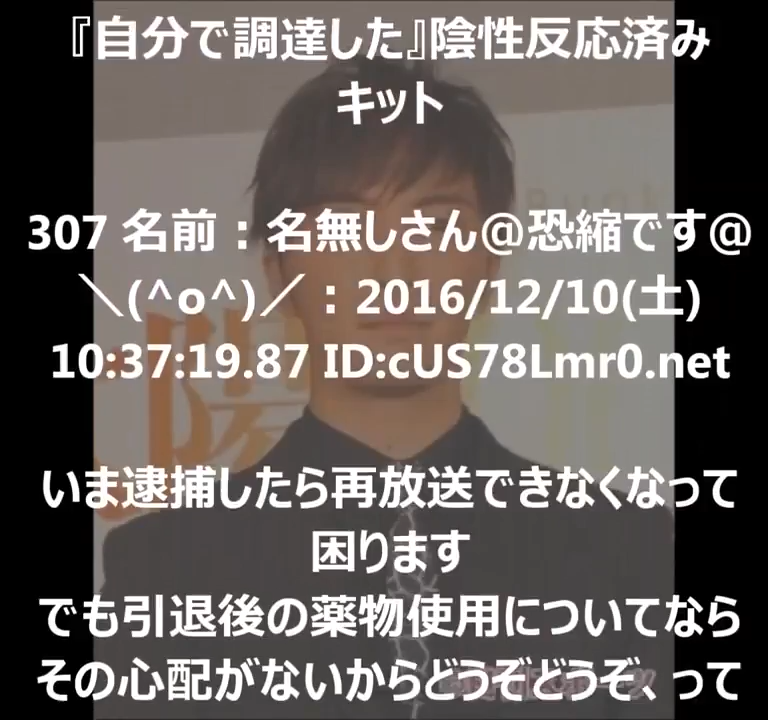 『自分で調達した』陰性反応済み
キット
307 名前：名無しさん@恐縮です@
＼(^o^)／：2016/12/10(土)
10:37:19.87 ID:cUS78Lmr0.net
いま逮捕したら再放送できなくなって
困ります
でも引退後の薬物使用についてなら
その心配がないからどうぞどうぞ、って